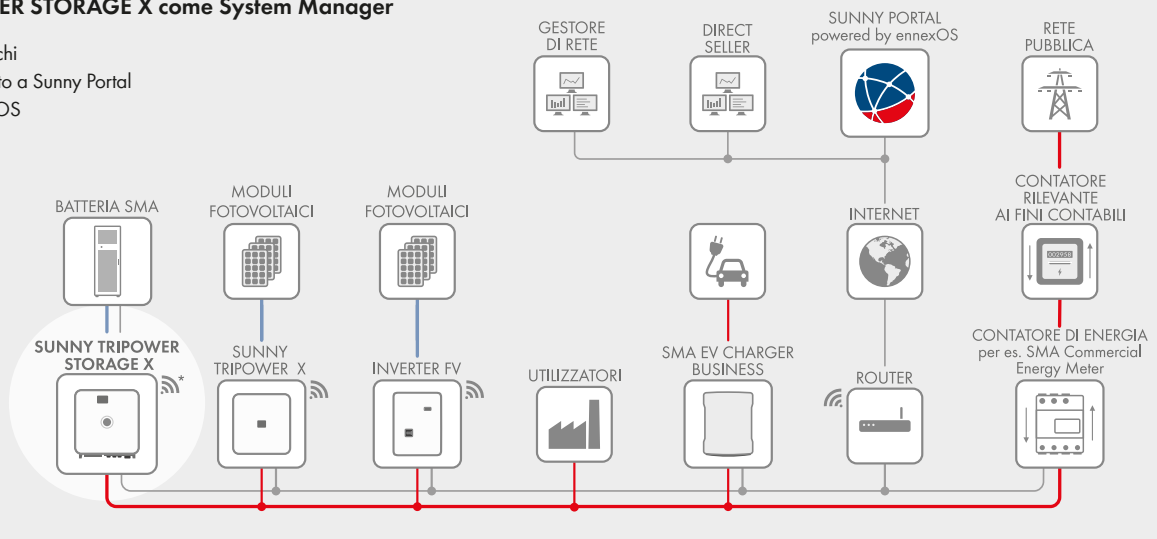 ER STORAGE X come System Manager
chi
to a Sunny Portal
OS
GESTORE
DI RETE
DIRECT
SELLER
SUNNY PORTAL
powered by ennexOS
RETE
PUBBLICA
BATTERIA SMA
MODULI
FOTOVOLTAICI
MODULI
FOTOVOLTAICI
INTERNET
CONTATORE
RILEVANTE
AI FINI CONTABILI
002958
SUNNY TRIPOWER
STORAGE X
*
SUNNY
TRIPOWER X
INVERTER FV
UTILIZZATORI
SMA EV CHARGER
BUSINESS
ROUTER
CONTATORE DI ENERGIA
per es. SMA Commercial
Energy Meter